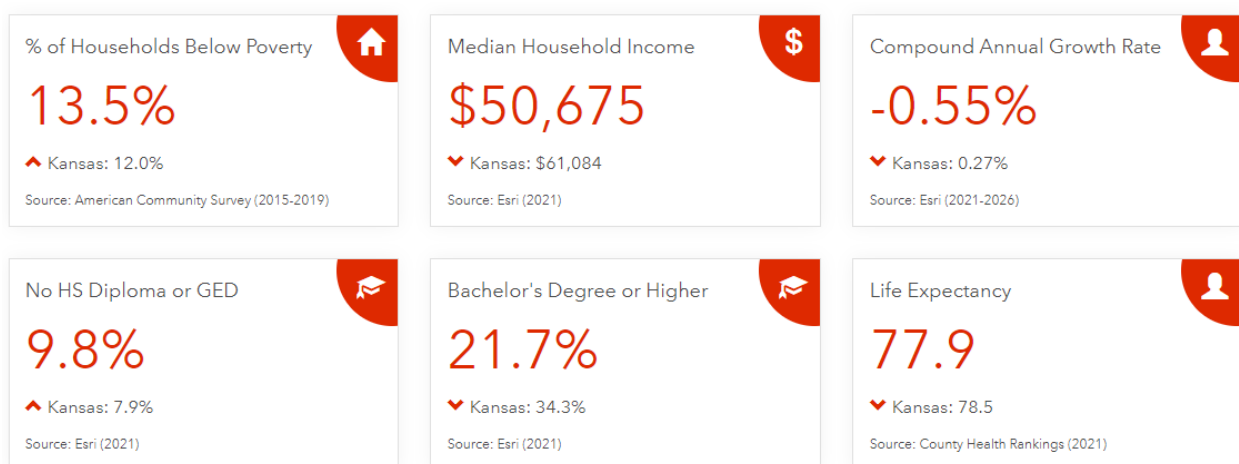 % of Households Below Poverty
13.5%
Kansas: 12.0%
Source: American Community Survey (2015-2019)
Median Household Income
$
$50,675
Kansas: $61,084
Source: Esri (2021)
Compound Annual Growth Rate
-0.55%
Kansas: 0.27%
Source: Esri (2021-2026)
No HS Diploma or GED
9.8%
Kansas: 7.9%
Source: Esri (2021)
Bachelor's Degree or Higher
21.7%
Kansas: 34.3%
Source: Esri (2021)
Life Expectancy
77.9
Kansas: 78.5
Source: County Health Rankings (2021)